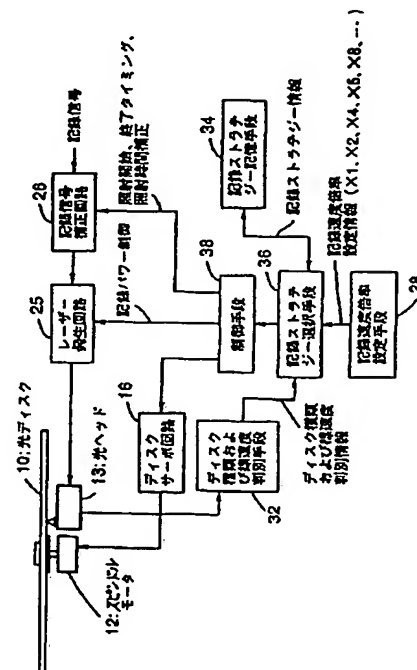 10:光ディスク
13:光ヘッド
12:スピンドル
モータ
25
レーザー
発生回路
26
記録信号
補正回路
記録信号
記録パワー制御
照射開始、終了タイミング、
照射時間補正
16
ディスク
サーボ回路
38
制御手段
34
記録ストラ
テジー記憶手段
記録ストラテジー情報
36
記録ストラ
テジー選択手段
ディスク
種類および
線速度
判別手段
32
ディスク種類
および線速度
判別情報
記録速度倍率
設定情報(X1、X2、X4、X6、X8、…)
記録速度倍率
設定手段
28